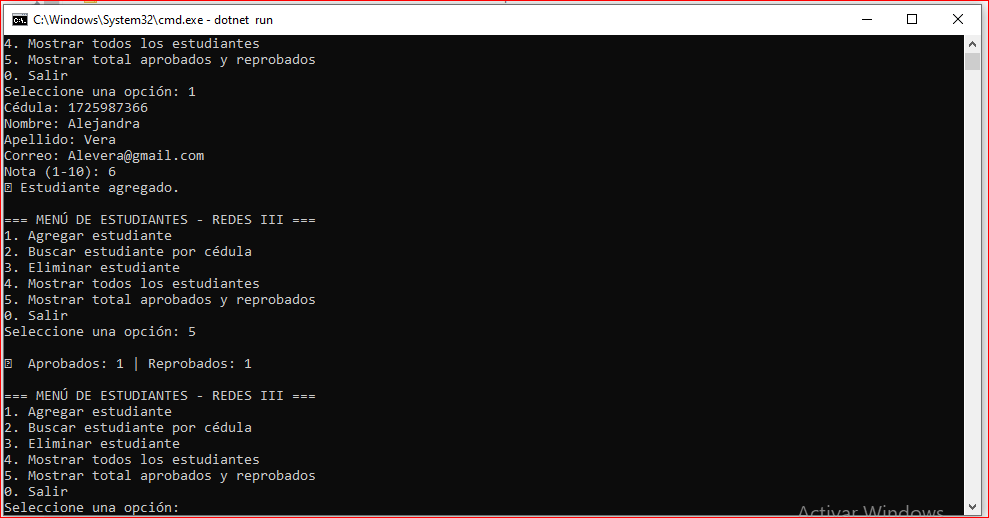 C:\Windows\System32\cmd.exe - dotnet run
4. Mostrar todos los estudiantes
5. Mostrar total aprobados y reprobados
0. Salir
Seleccione una opción: 1
Cédula: 1725987366
Nombre: Alejandra
Apellido: Vera
Correo: Alevera@gmail.com
Nota (1-10): 6
⍰ Estudiante agregado.
=== MENÚ DE ESTUDIANTES - REDES III ===
1. Agregar estudiante
2. Buscar estudiante por cédula
3. Eliminar estudiante
4. Mostrar todos los estudiantes
5. Mostrar total aprobados y reprobados
0. Salir
Seleccione una opción: 5
⍰  Aprobados: 1 | Reprobados: 1
=== MENÚ DE ESTUDIANTES - REDES III ===
1. Agregar estudiante
2. Buscar estudiante por cédula
3. Eliminar estudiante
4. Mostrar todos los estudiantes
5. Mostrar total aprobados y reprobados
0. Salir
Seleccione una opción:
Activar Windows